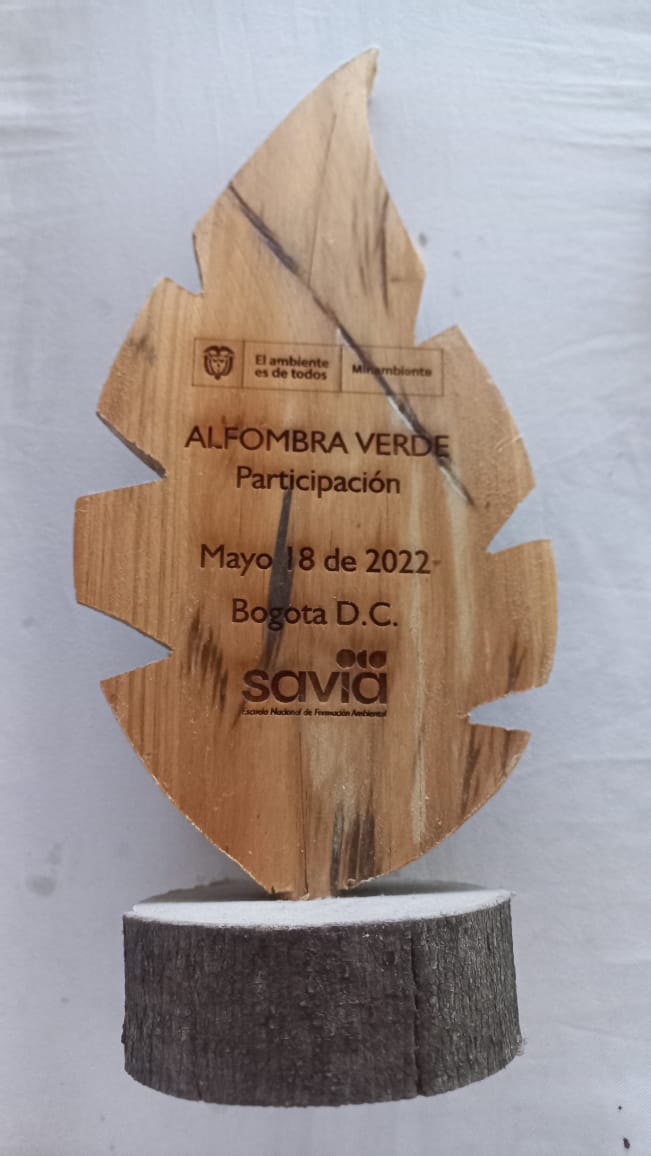 El ambiente
es de todos
Minambiente
ALFOMBRA VERDE
Participación
Mayo 18 de 2022
Bogota D.C.
savia
Escuela Nacional de Formación Ambiental